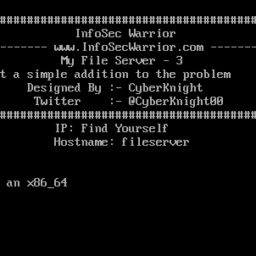 ########################################
InfoSec Warrior
------- www.InfoSecWarrior.com -------
My File Server - 3
t a simple addition to the problem
Designed By :- CyberKnight
Twitter :- @CyberKnight00
########################################
IP: Find Yourself
Hostname: fileserver
an x86_64